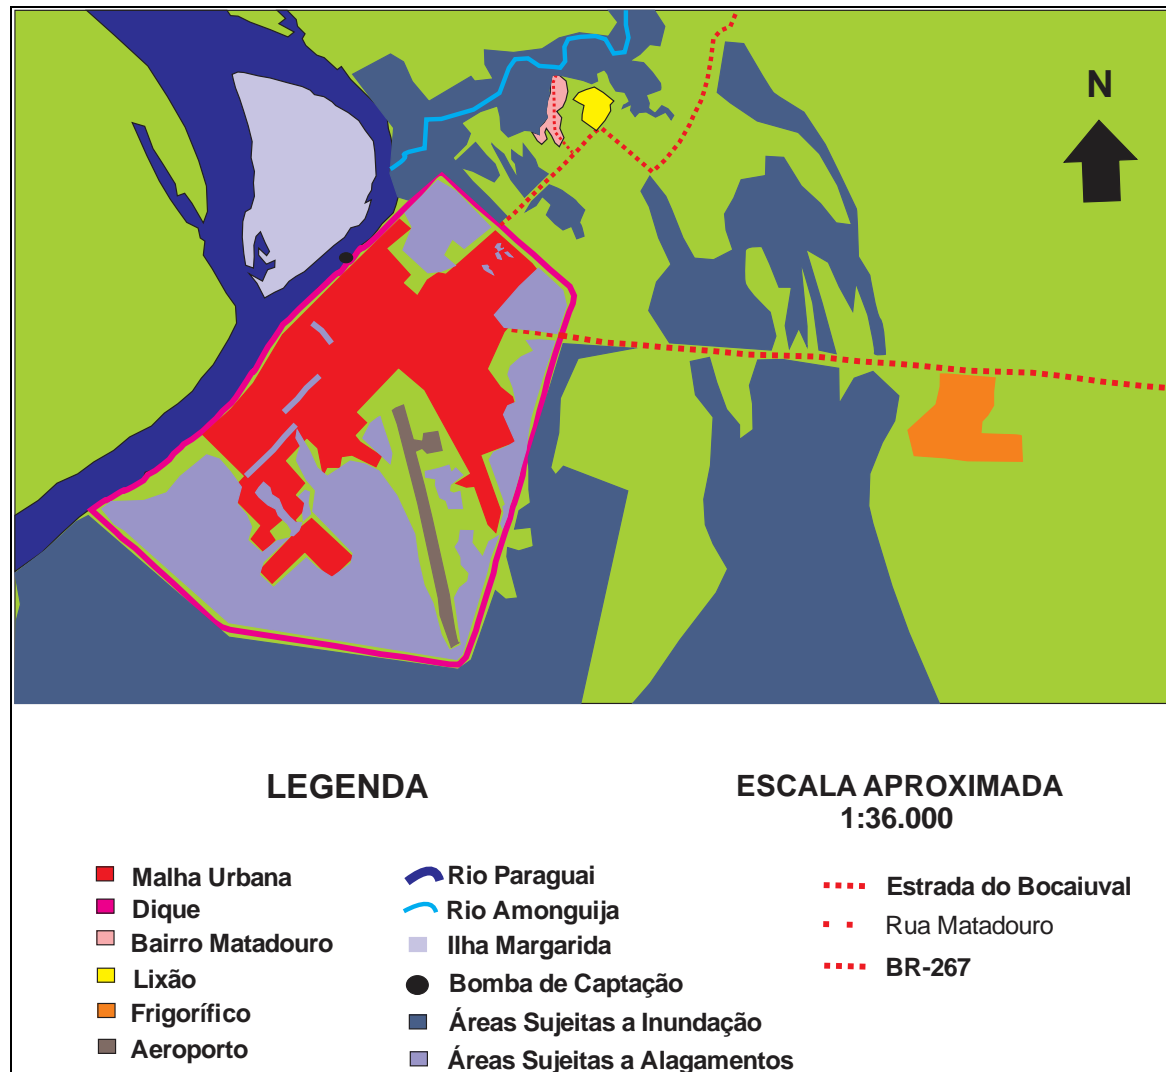 N
LEGENDA
ESCALA APROXIMADA
1:36.000
Malha Urbana
Dique
Bairro Matadouro
Lixão
Frigorífico
Aeroporto
Rio Paraguai
Rio Amonguija
Ilha Margarida
Bomba de Captação
Áreas Sujeitas a Inundação
Áreas Sujeitas a Alagamentos
Estrada do Bocaiuval
Rua Matadouro
BR-267